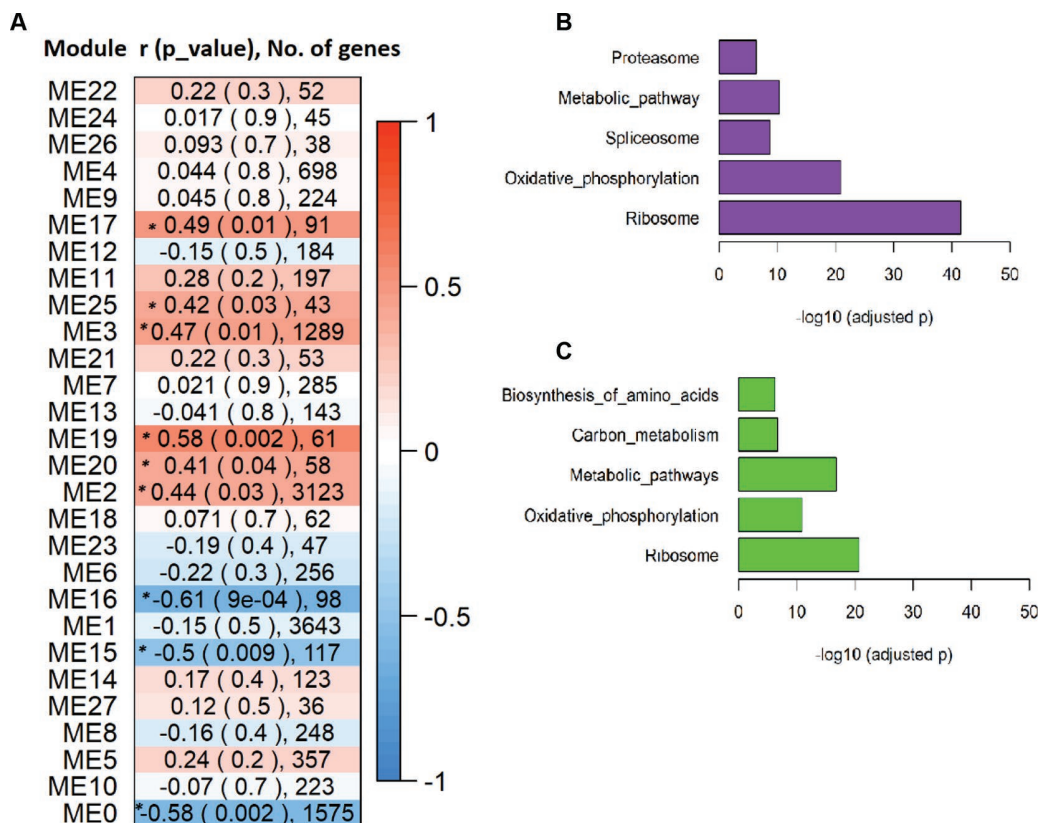 A
Module r (p_value), No. of genes
ME22 0.22 ( 0.3 ), 52
ME24 0.017 ( 0.9 ), 45
ME26 0.093 ( 0.7 ), 38
ME4 0.044 ( 0.8 ), 698
ME9 0.045 ( 0.8 ), 224
ME17 * 0.49 ( 0.01 ), 91
ME12 -0.15 ( 0.5 ), 184
ME11 0.28 ( 0.2 ), 197
ME25 * 0.42 ( 0.03 ), 43
ME3 * 0.47 ( 0.01 ), 1289
ME21 0.22 ( 0.3 ), 53
ME7 0.021 ( 0.9 ), 285
ME13 -0.041 ( 0.8 ), 143
ME19 * 0.58 ( 0.002 ), 61
ME20 * 0.41 ( 0.04 ), 58
ME2 * 0.44 ( 0.03 ), 3123
ME18 0.071 ( 0.7 ), 62
ME23 -0.19 ( 0.4 ), 47
ME6 -0.22 ( 0.3 ), 256
ME16 * -0.61 ( 9e-04 ), 98
ME1 -0.15 ( 0.5 ), 3643
ME15 * -0.5 ( 0.009 ), 117
ME14 0.17 ( 0.4 ), 123
ME27 0.12 ( 0.5 ), 36
ME8 -0.16 ( 0.4 ), 248
ME5 0.24 ( 0.2 ), 357
ME10 -0.07 ( 0.7 ), 223
ME0 * -0.58 ( 0.002 ), 1575
1
0.5
0
-0.5
-1
B
Proteasome
Metabolic_pathway
Spliceosome
Oxidative_phosphorylation
Ribosome
0 10 20 30 40 50
-log10 (adjusted p)
C
Biosynthesis_of_amino_acids
Carbon_metabolism
Metabolic_pathways
Oxidative_phosphorylation
Ribosome
0 10 20 30 40 50
-log10 (adjusted p)